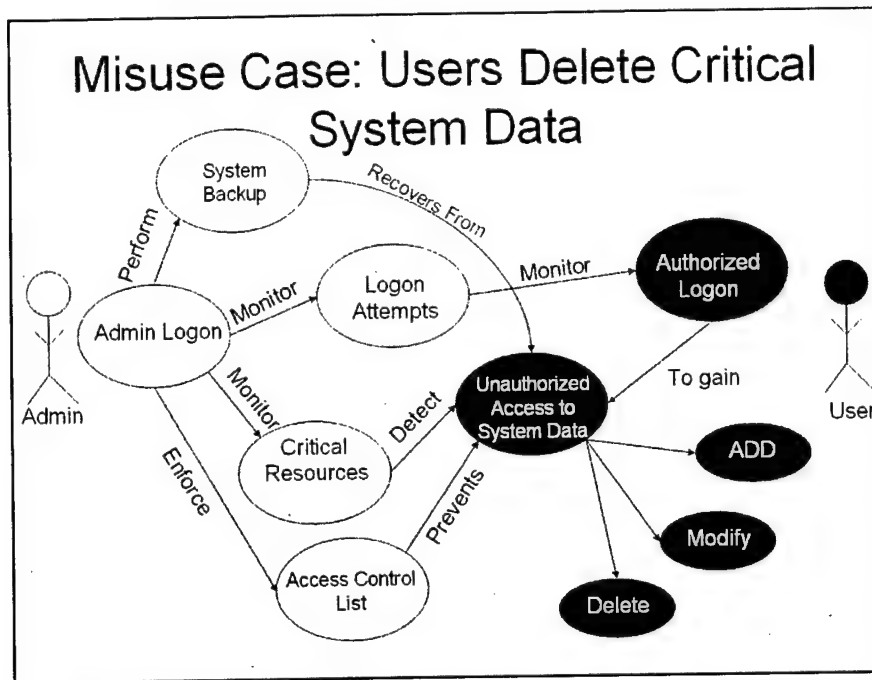 Misuse Case: Users Delete Critical
System Data
System
Backup
Recovers From
Perform
Monitor
Logon
Attempts
Monitor
Authorized
Logon
Admin Logon
Admin
Monitor
Enforce
Critical
Resources
Detect
Unauthorized
Access to
System Data
To gain
User
ADD
Prevents
Modify
Access Control
List
Delete